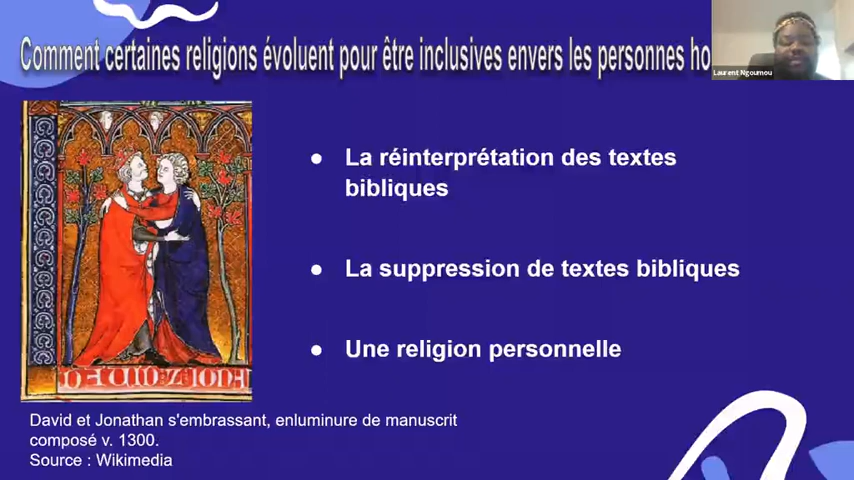 Comment certaines religions évoluent pour être inclusives envers les personnes ho
Laurent Ngoumou
La réinterprétation des textes
bibliques
La suppression de textes bibliques
Une religion personnelle
David et Jonathan s'embrassant, enluminure de manuscrit
composé v. 1300.
Source : Wikimedia